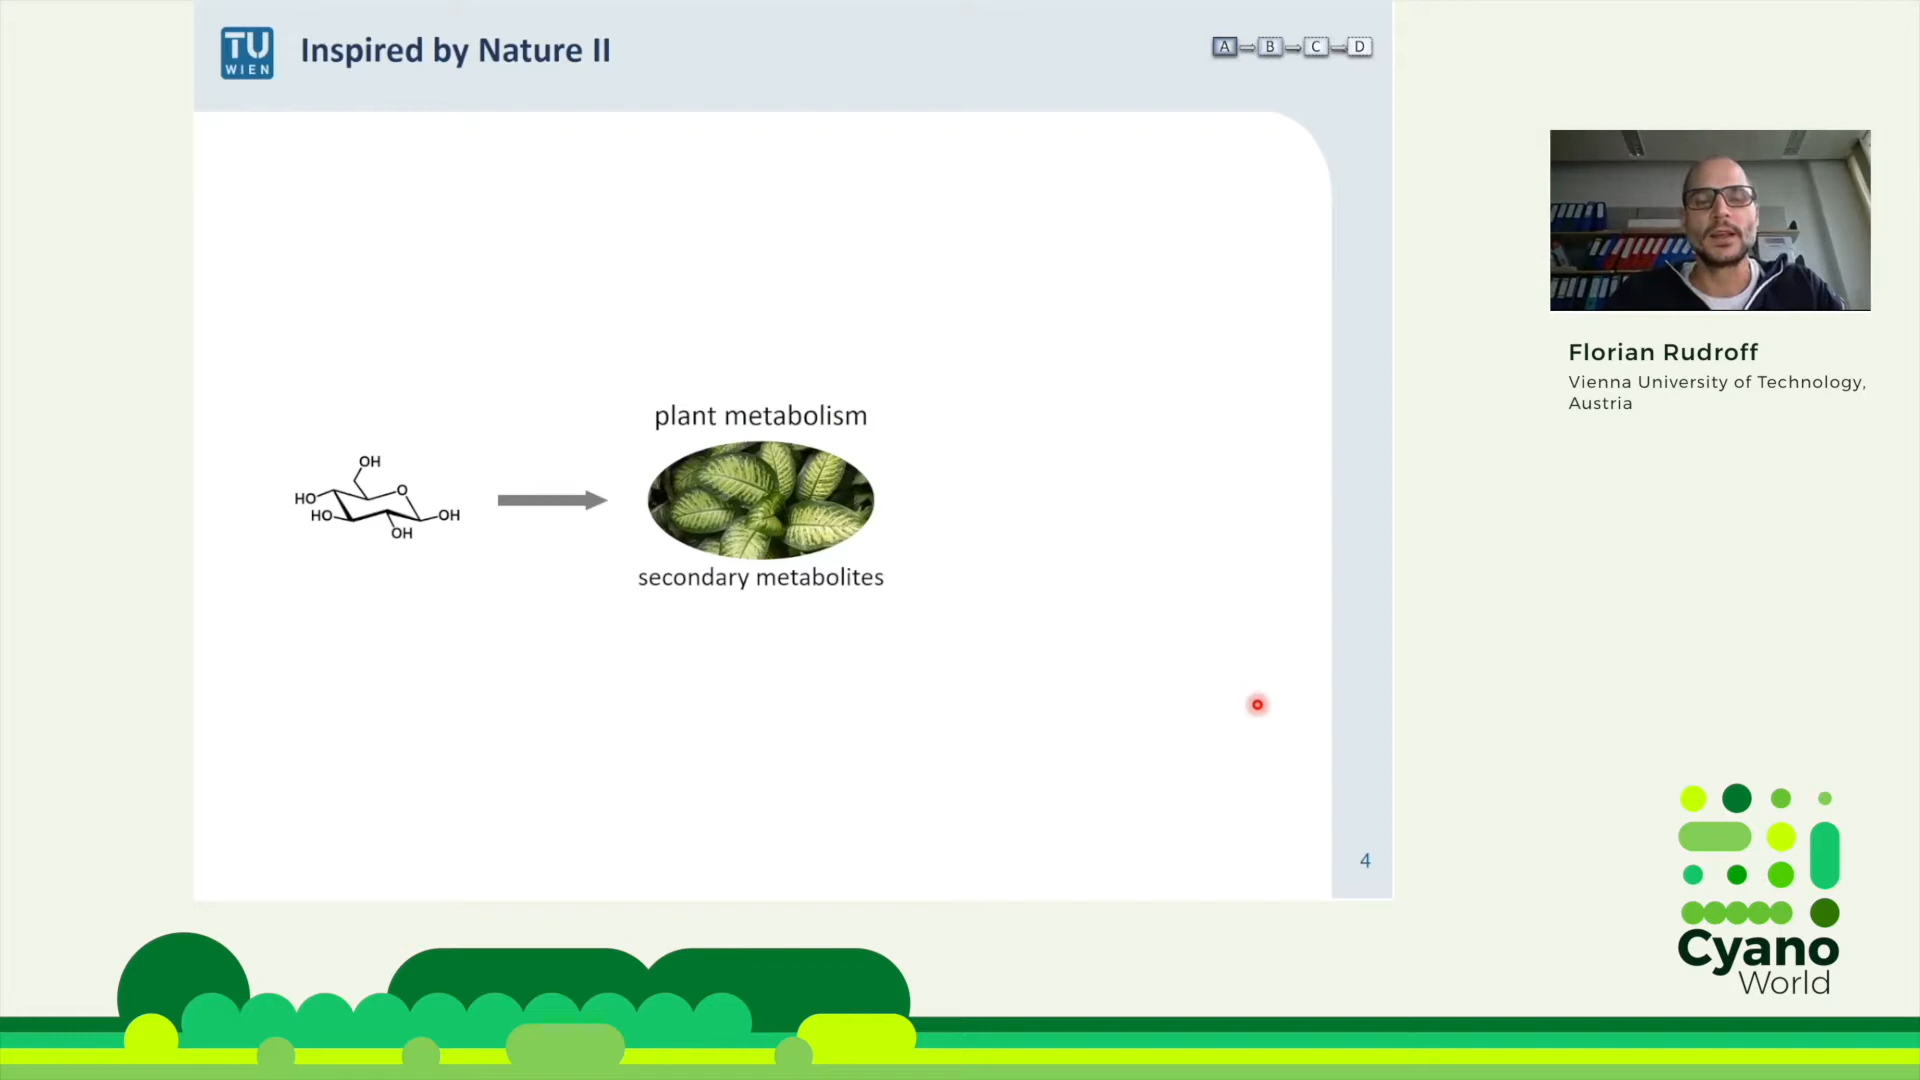 TU
WIEN
Inspired by Nature II
A B C D
plant metabolism
OH
HO
O
HO
OH
OH
secondary metabolites
4
Florian Rudroff
Vienna University of Technology,
Austria
Cyano
World